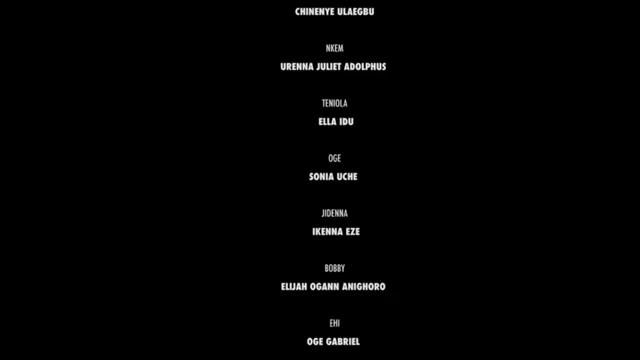 CHINENYE ULAEGBU
NKEM
URENNA JULIET ADOLPHUS
TENIOLA
ELLA IDU
OGE
SONIA UCHE
JIDENNA
IKENNA EZE
BOBBY
ELIJAH OGANN ANIGHORO
EHI
OGE GABRIEL